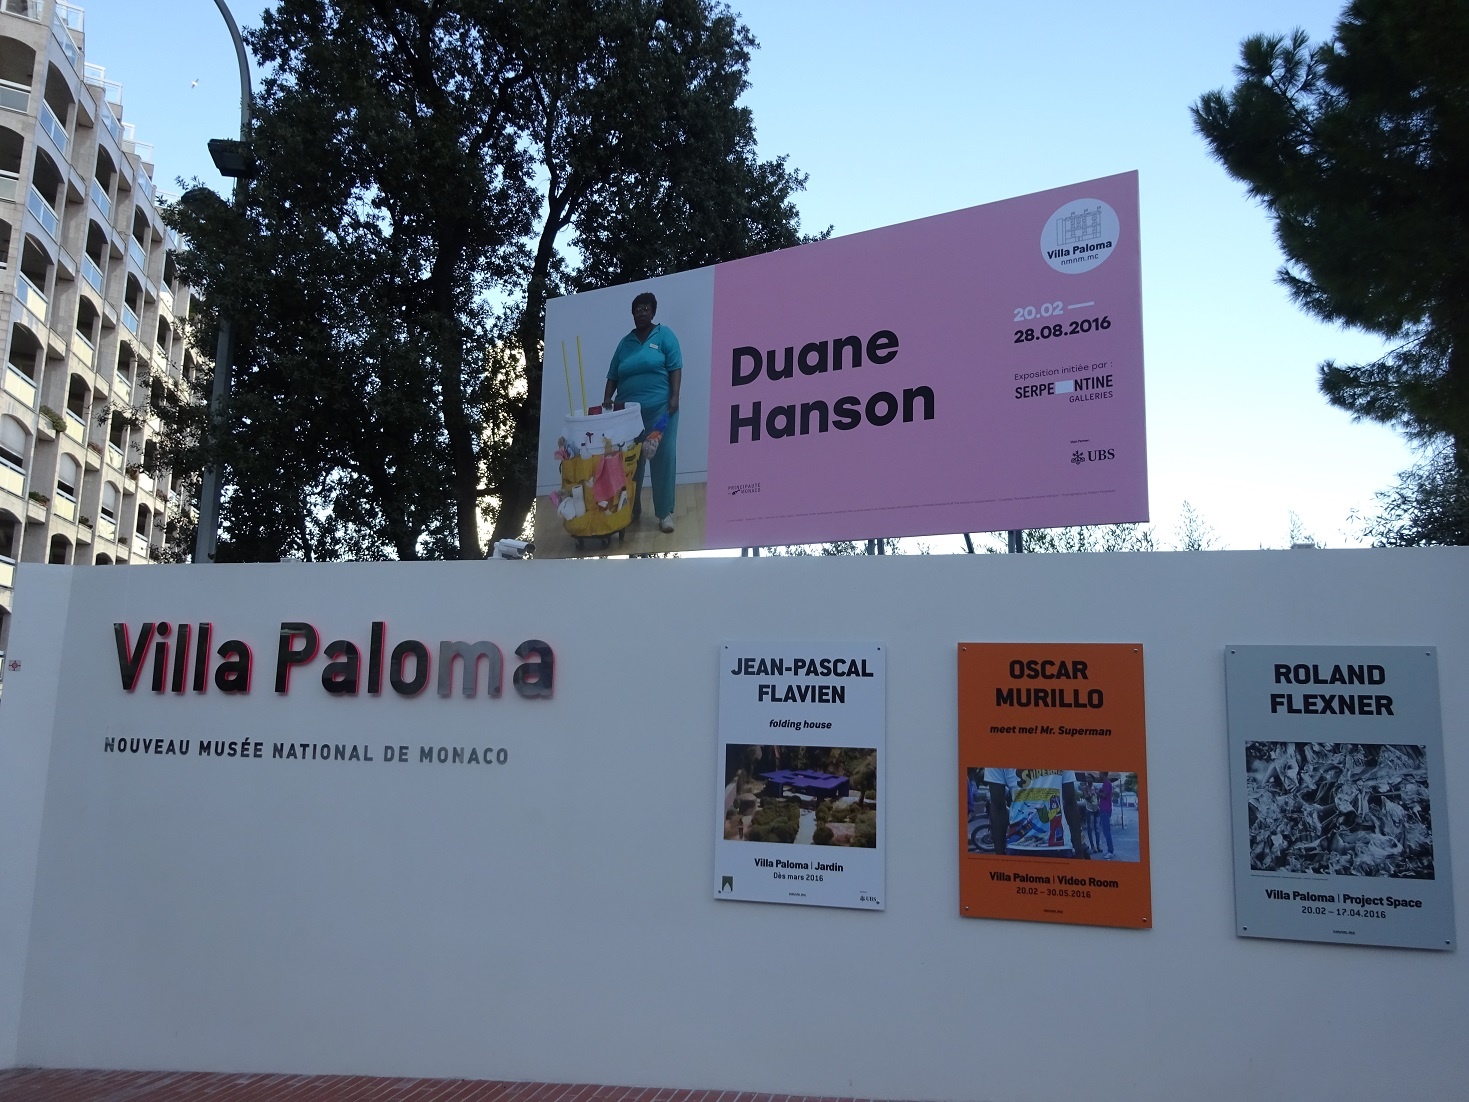 Villa Paloma
nmnm.mc
20.02 —
28.08.2016
Duane
Hanson
Exposition initiée par :
SERPENTINE
GALLERIES
UBS
PRINCIPAUTÉ
MONACO
Villa Paloma
NOUVEAU MUSÉE NATIONAL DE MONACO
JEAN-PASCAL
FLAVIEN
folding house
Villa Paloma | Jardin
Dès mars 2016
UBS
OSCAR
MURILLO
meet me! Mr. Superman
Villa Paloma | Video Room
20.02 – 30.05.2016
ROLAND
FLEXNER
Villa Paloma | Project Space
20.02 – 17.04.2016